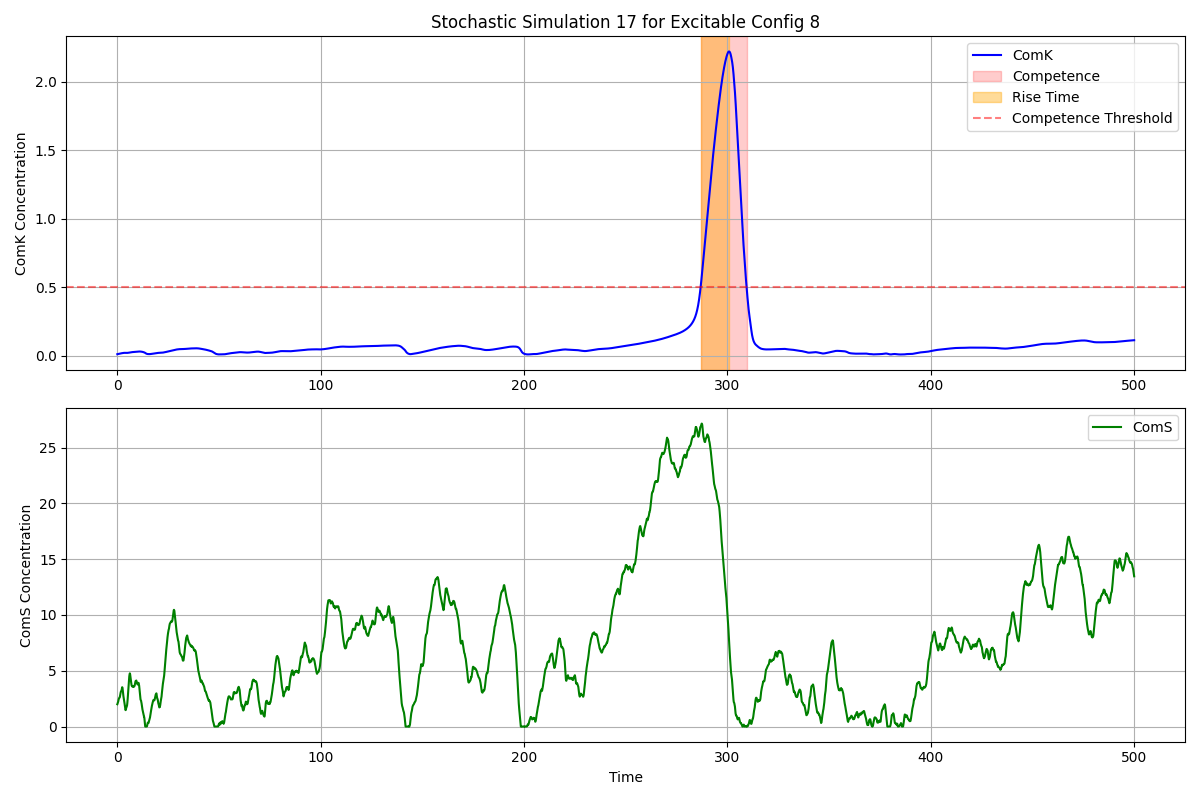 Stochastic Simulation 17 for Excitable Config 8
ComK Concentration
2.0
1.5
1.0
0.5
0.0
ComK
Competence
Rise Time
Competence Threshold
0 100 200 300 400 500
ComS Concentration
25
20
15
10
5
0
ComS
0 100 200 300 400 500
Time